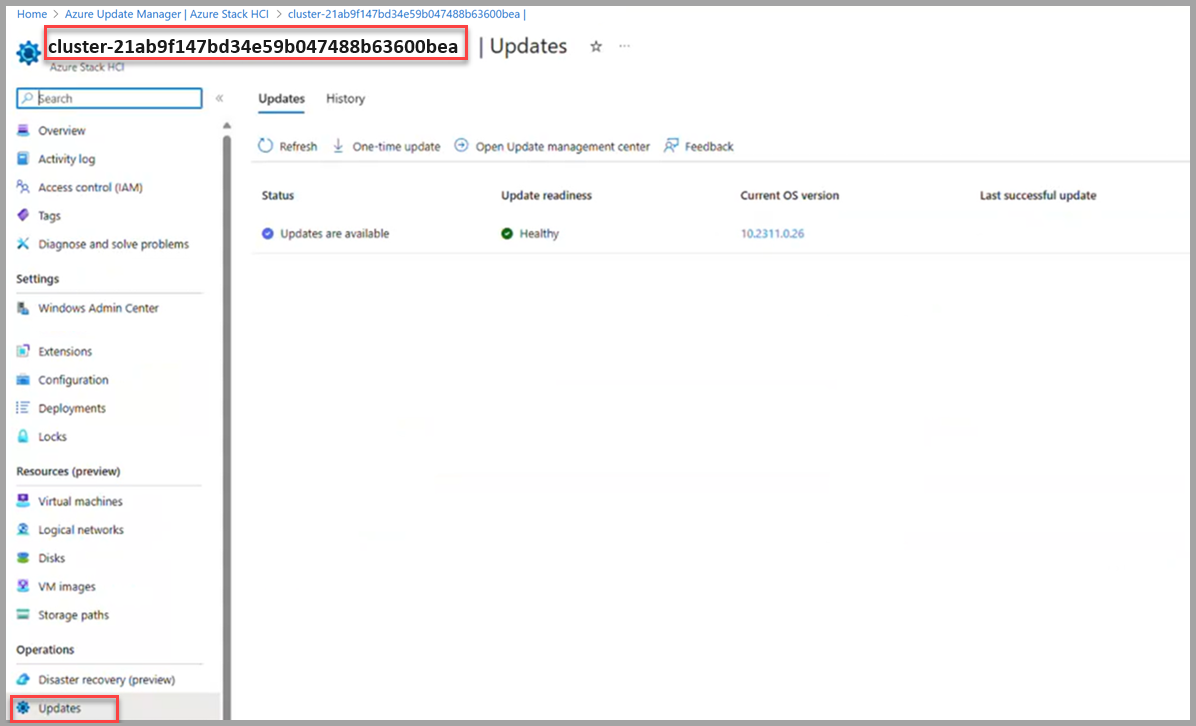 Home > Azure Update Manager | Azure Stack HCI > cluster-21ab9f147bd34e59b047488b63600bea |
cluster-21ab9f147bd34e59b047488b63600bea | Updates
Azure Stack HCI
Search
Overview
Activity log
Access control (IAM)
Tags
Diagnose and solve problems
Settings
Windows Admin Center
Extensions
Configuration
Deployments
Locks
Resources (preview)
Virtual machines
Logical networks
Disks
VM images
Storage paths
Operations
Disaster recovery (preview)
Updates
Updates History
Refresh One-time update Open Update management center Feedback
Status Update readiness Current OS version Last successful update
Updates are available Healthy 10.2311.0.26